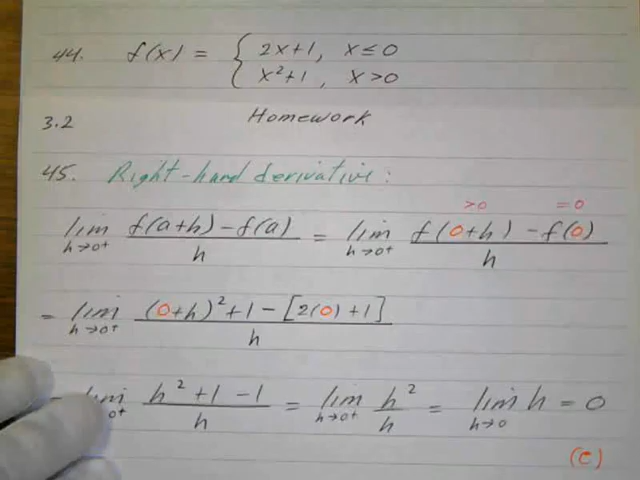 44. f(x) = { 2x+1, x ≤ 0
x²+1, x > 0
3.2 Homework
45. Right-hand derivative:
>0 =0
lim h→0+ (f(a+h) - f(a))/h = lim h→0+ (f(0+h) - f(0))/h
= lim h→0+ ((0+h)²+1 - [2(0)+1])/h
= lim h→0+ (h²+1-1)/h = lim h→0+ h²/h = lim h→0 h = 0
(C)